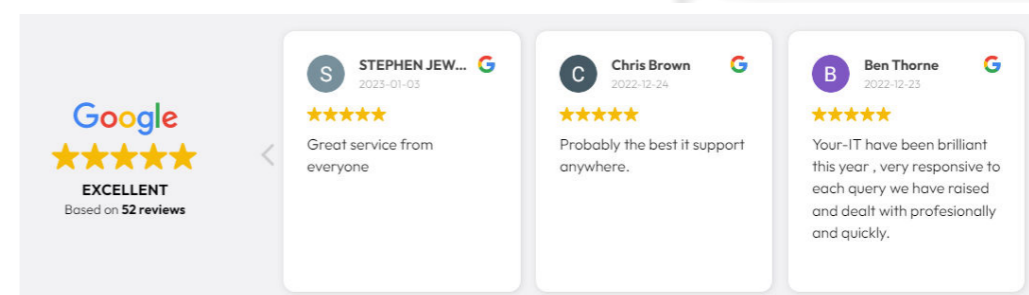 Google
EXCELLENT
Based on 52 reviews
S
STEPHEN JEW...
2023-01-03
Great service from
everyone
C
Chris Brown
2022-12-24
Probably the best it support
anywhere.
B
Ben Thorne
2022-12-23
Your-IT have been brilliant
this year , very responsive to
each query we have raised
and dealt with profesionally
and quickly.